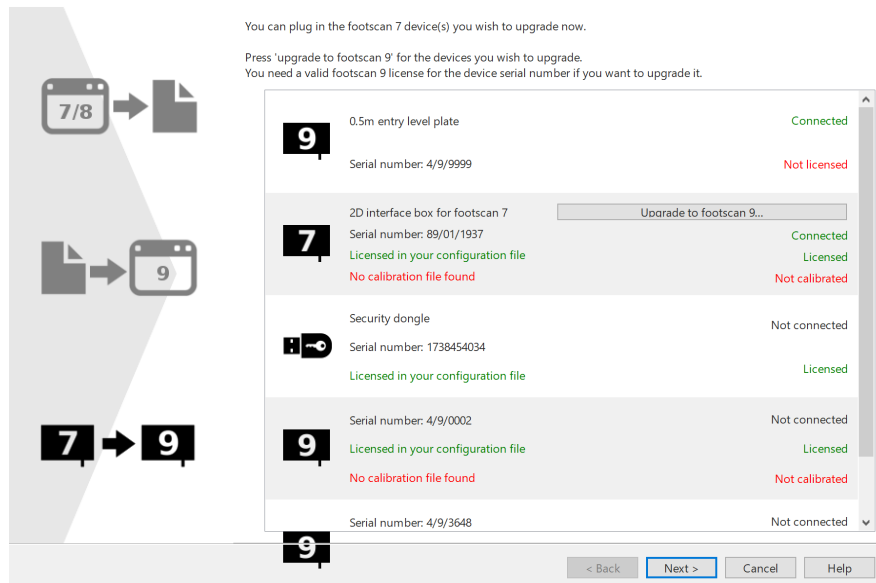 You can plug in the footscan 7 device(s) you wish to upgrade now.
Press 'upgrade to footscan 9' for the devices you wish to upgrade.
You need a valid footscan 9 license for the device serial number if you want to upgrade it.
7/8
9
7
9
9
0.5m entry level plate
Connected
Serial number: 4/9/9999
Not licensed
7
2D interface box for footscan 7
Upgrade to footscan 9...
Serial number: 89/01/1937
Connected
Licensed in your configuration file
Licensed
No calibration file found
Not calibrated
Security dongle
Not connected
Serial number: 1738454034
Licensed in your configuration file
Licensed
9
Serial number: 4/9/0002
Not connected
Licensed in your configuration file
Licensed
No calibration file found
Not calibrated
9
Serial number: 4/9/3648
Not connected
< Back
Next >
Cancel
Help